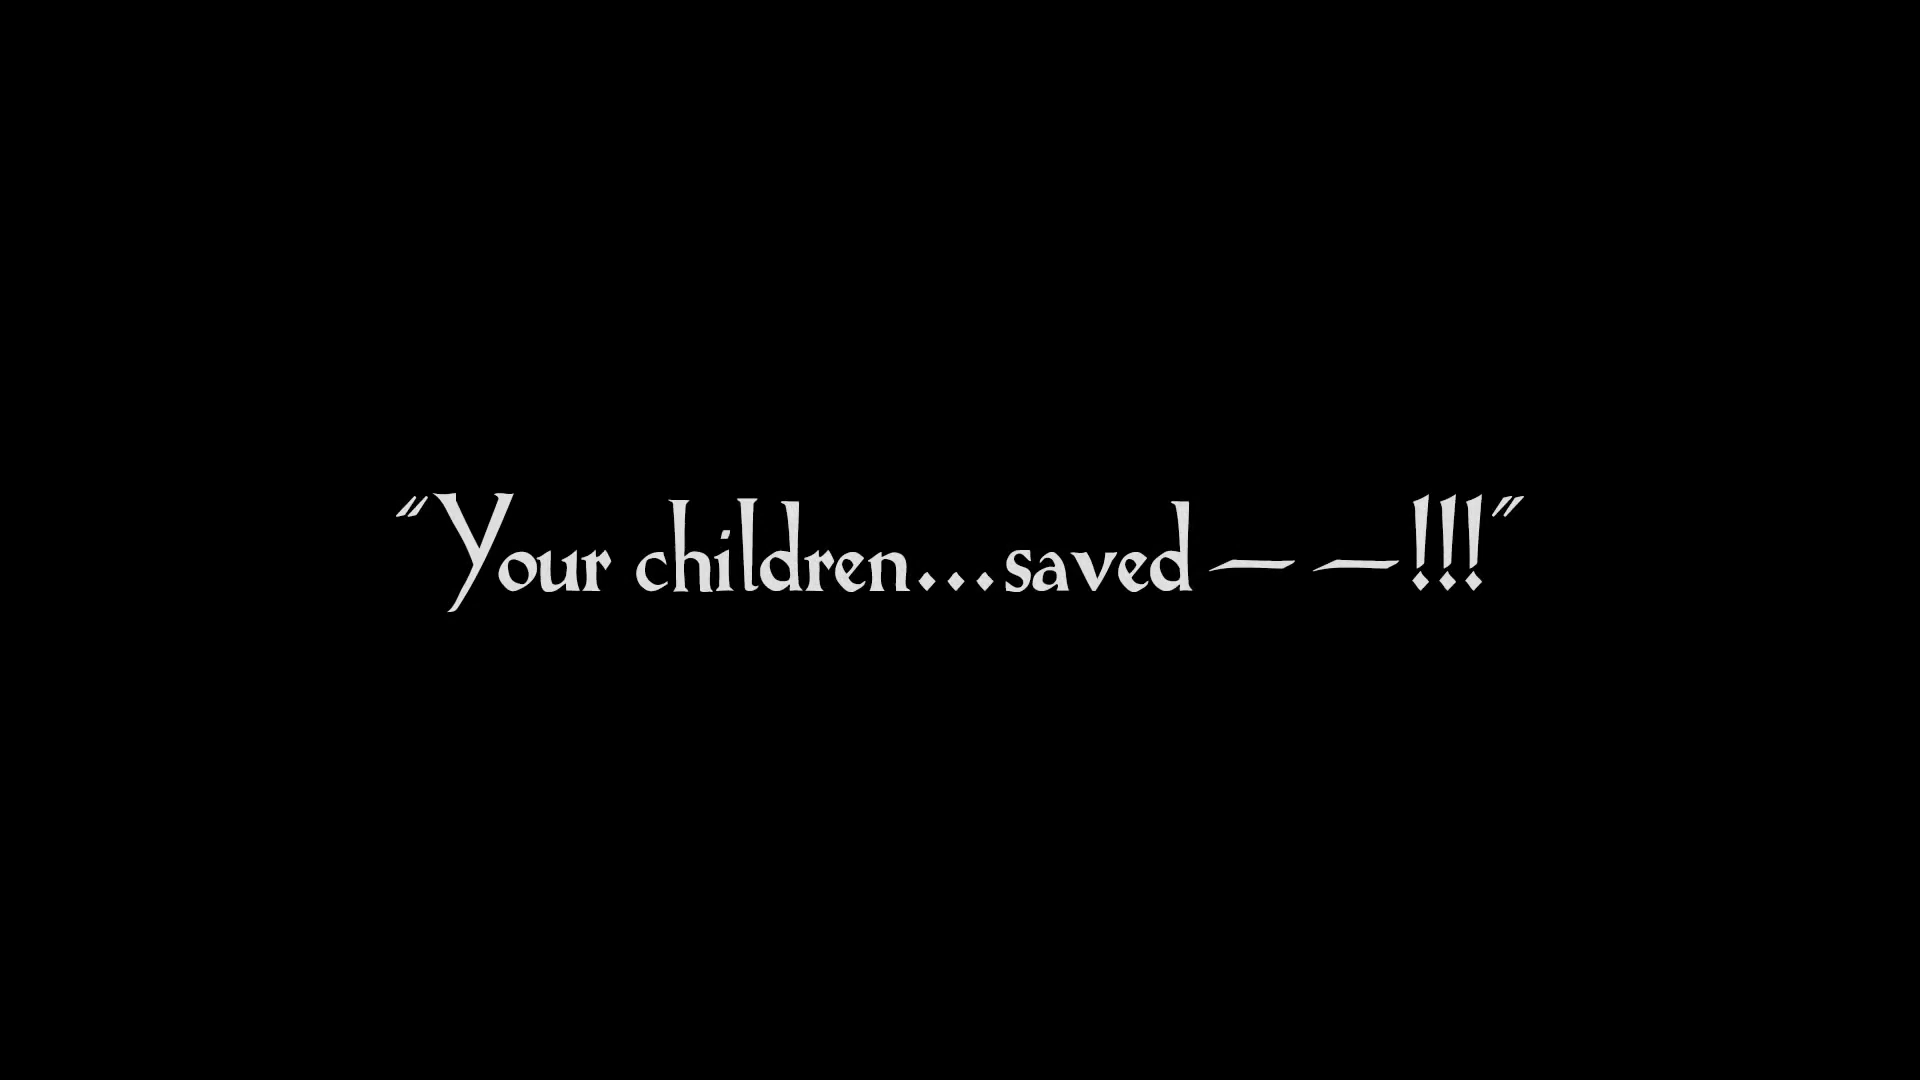 “Your children...saved — —!!!”